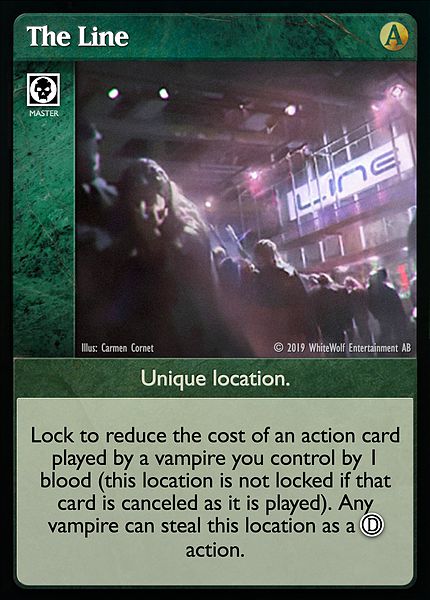 The Line
A
MASTER
LINE
Illus: Carmen Cornet
© 2019 WhiteWolf Entertainment AB
Unique location.
Lock to reduce the cost of an action card
played by a vampire you control by 1
blood (this location is not locked if that
card is canceled as it is played). Any
vampire can steal this location as a Ⓓ
action.